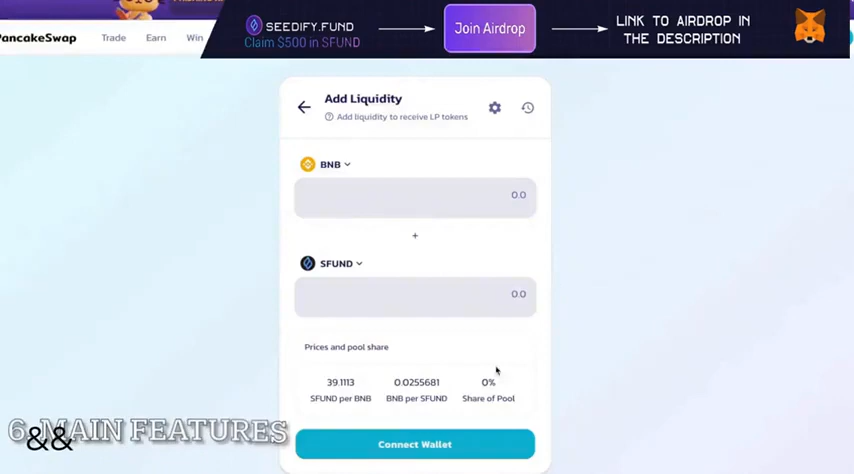 SEEDIFY.FUND
Claim $500 in SFUND
Join Airdrop
LINK TO AIRDROP IN
THE DESCRIPTION
PancakeSwap
Trade
Earn
Win
Add Liquidity
Add liquidity to receive LP tokens
BNB
0.0
+
SFUND
0.0
Prices and pool share
39.1113
0.0255681
0%
SFUND per BNB
BNB per SFUND
Share of Pool
6. MAIN FEATURES
&&
Connect Wallet